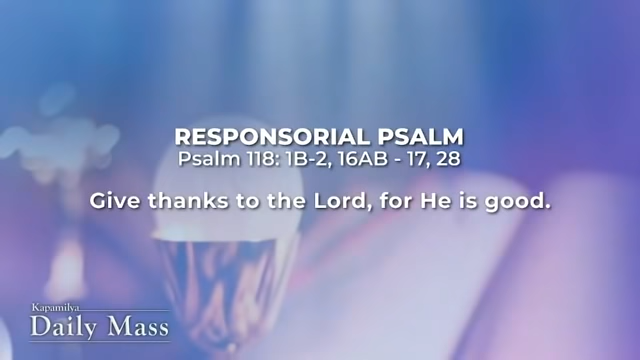 RESPONSORIAL PSALM
Psalm 118: 1B-2, 16AB - 17, 28
Give thanks to the Lord, for He is good.
Kapamilya
Daily Mass